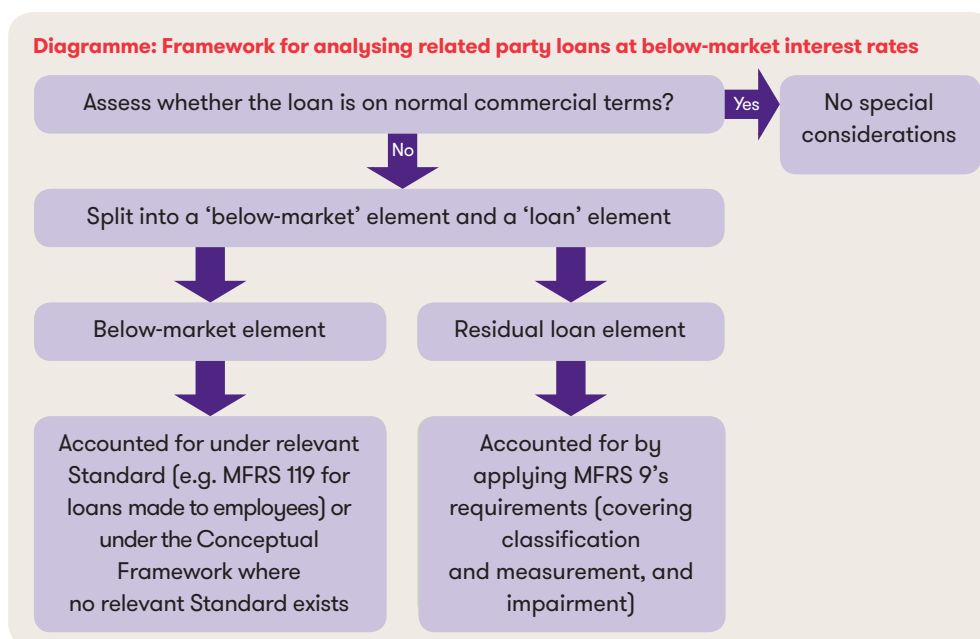 Diagramme: Framework for analysing related party loans at below-market interest rates
Assess whether the loan is on normal commercial terms?
Yes
No special
considerations
No
Split into a ‘below-market’ element and a ‘loan’ element
Below-market element
Residual loan element
Accounted for under relevant
Standard (e.g. MFRS 119 for
loans made to employees) or
under the Conceptual
Framework where
no relevant Standard exists
Accounted for by
applying MFRS 9’s
requirements (covering
classification
and measurement, and
impairment)